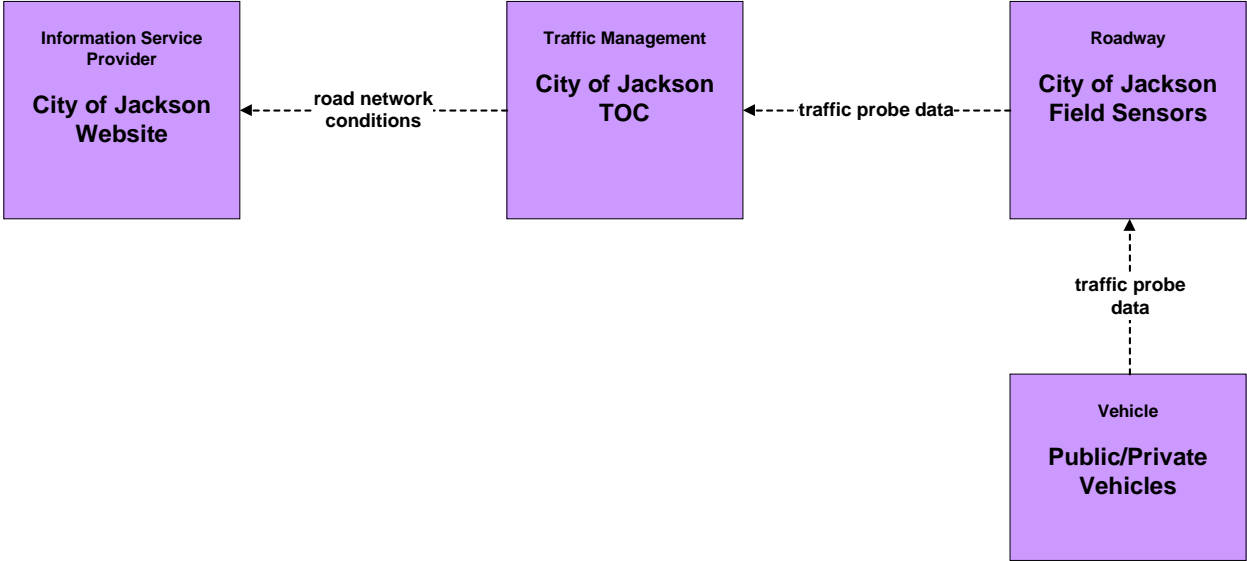 Information Service
Provider
City of Jackson
Website
road network
conditions
Traffic Management
City of Jackson
TOC
traffic probe data
Roadway
City of Jackson
Field Sensors
traffic probe
data
Vehicle
Public/Private
Vehicles